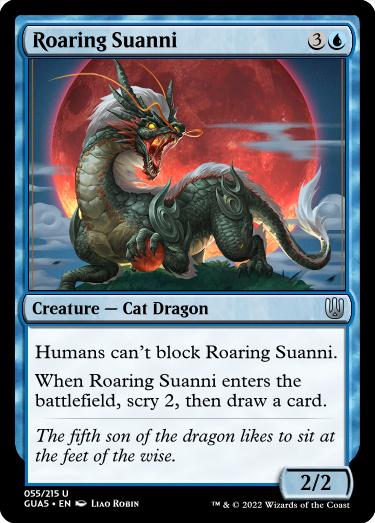 Roaring Suanni 3
Creature — Cat Dragon
Humans can't block Roaring Suanni.
When Roaring Suanni enters the
battlefield, scry 2, then draw a card.
The fifth son of the dragon likes to sit at
the feet of the wise.
2/2
055/215 U
GUA5 • EN Liao Robin
™ & © 2022 Wizards of the Coast